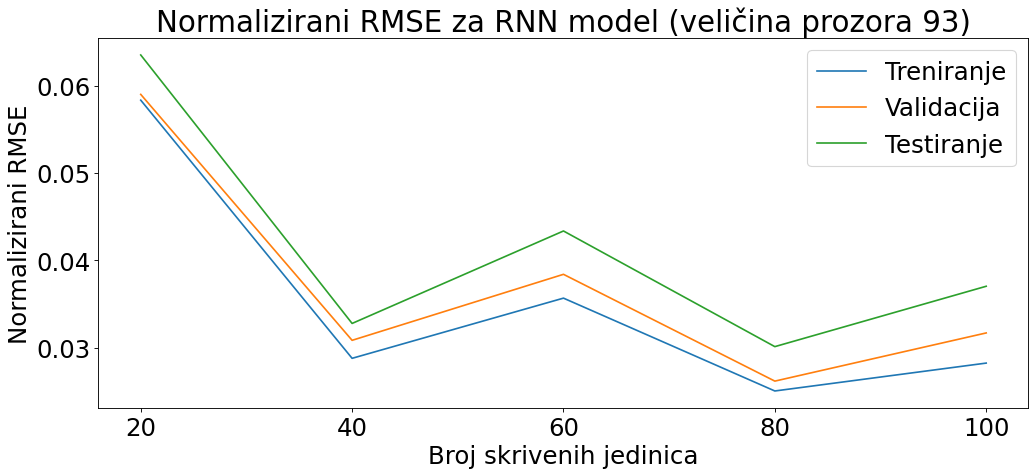 Normalizirani RMSE za RNN model (veličina prozora 93)
Treniranje
Validacija
Testiranje
Normalizirani RMSE
0.06
0.05
0.04
0.03
20 40 60 80 100
Broj skrivenih jedinica